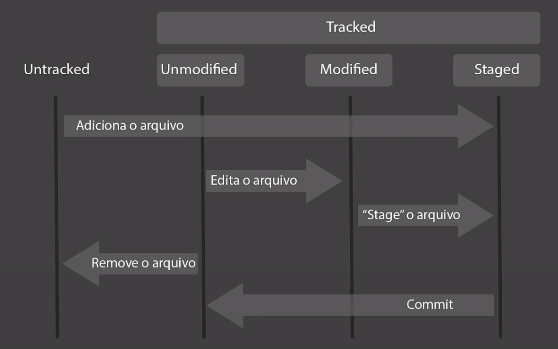 Tracked
Untracked
Unmodified
Modified
Staged
Adiciona o arquivo
Edita o arquivo
“Stage” o arquivo
Remove o arquivo
Commit